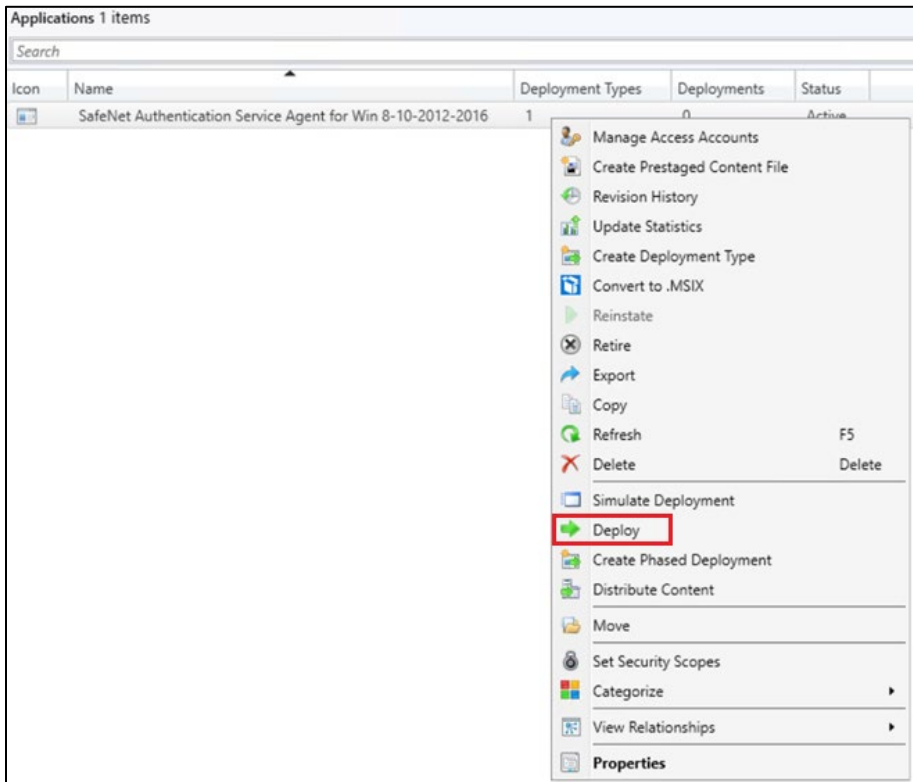 Applications 1 items
Search
Icon Name Deployment Types Deployments Status
SafeNet Authentication Service Agent for Win 8-10-2012-2016 1 0 Active
Manage Access Accounts
Create Prestaged Content File
Revision History
Update Statistics
Create Deployment Type
Convert to .MSIX
Reinstate
Retire
Export
Copy
Refresh F5
Delete Delete
Simulate Deployment
Deploy
Create Phased Deployment
Distribute Content
Move
Set Security Scopes
Categorize
View Relationships
Properties